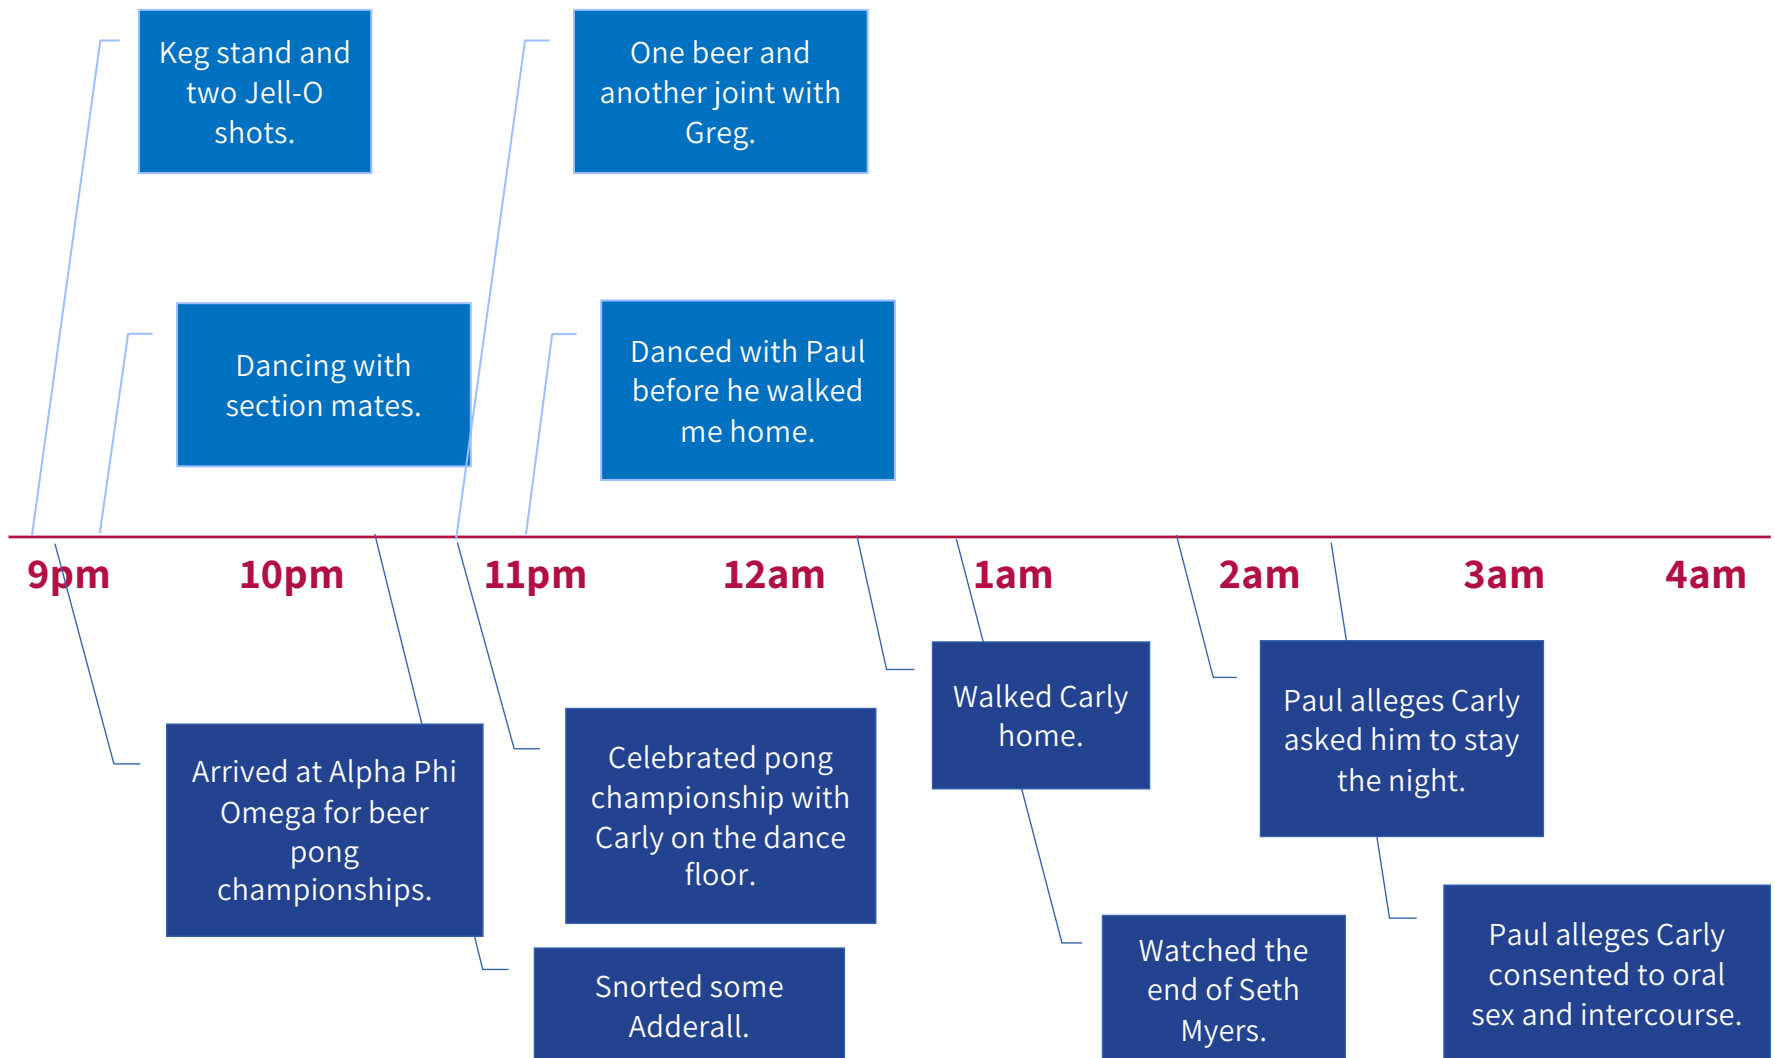 Keg stand and
two Jell-O
shots.
One beer and
another joint with
Greg.
Dancing with
section mates.
Danced with Paul
before he walked
me home.
9pm
10pm
11pm
12am
1am
2am
3am
4am
Arrived at Alpha Phi
Omega for beer
pong
championships.
Snorted some
Adderall.
Celebrated pong
championship with
Carly on the dance
floor.
Walked Carly
home.
Watched the
end of Seth
Myers.
Paul alleges Carly
asked him to stay
the night.
Paul alleges Carly
consented to oral
sex and intercourse.